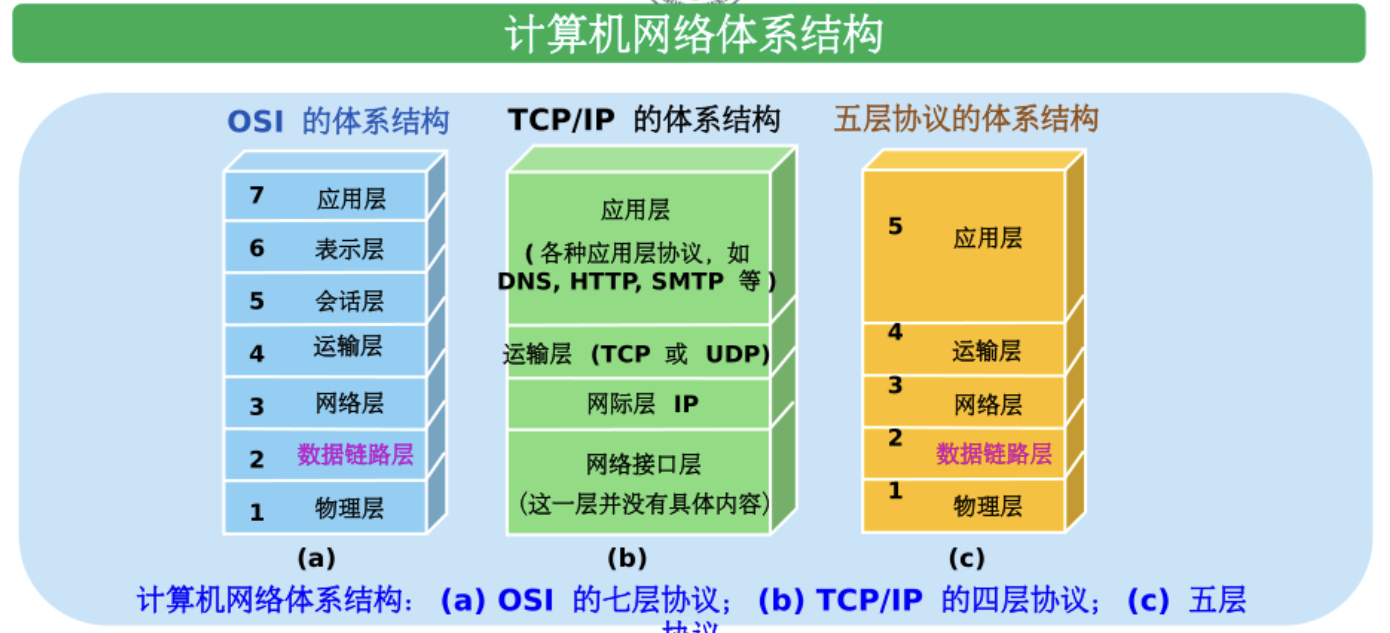 计算机网络体系结构
OSI 的体系结构
7 应用层
6 表示层
5 会话层
4 运输层
3 网络层
2 数据链路层
1 物理层
(a)
TCP/IP 的体系结构
应用层
( 各种应用层协议，如
DNS, HTTP, SMTP 等 )
运输层 (TCP 或 UDP)
网际层 IP
网络接口层
（这一层并没有具体内容）
(b)
五层协议的体系结构
5 应用层
4 运输层
3 网络层
2 数据链路层
1 物理层
(c)
计算机网络体系结构： (a) OSI 的七层协议； (b) TCP/IP 的四层协议； (c) 五层
协议